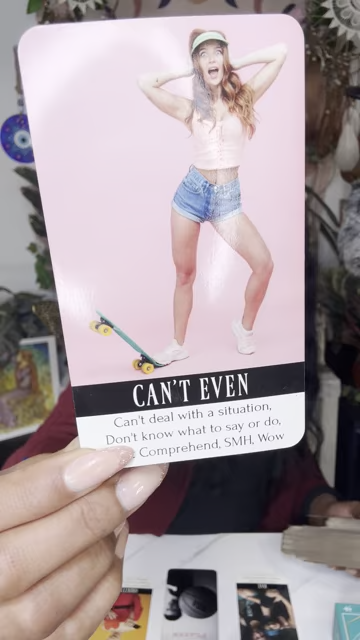 CAN'T EVEN
Can't deal with a situation,
Don't know what to say or do,
Comprehend, SMH, Wow